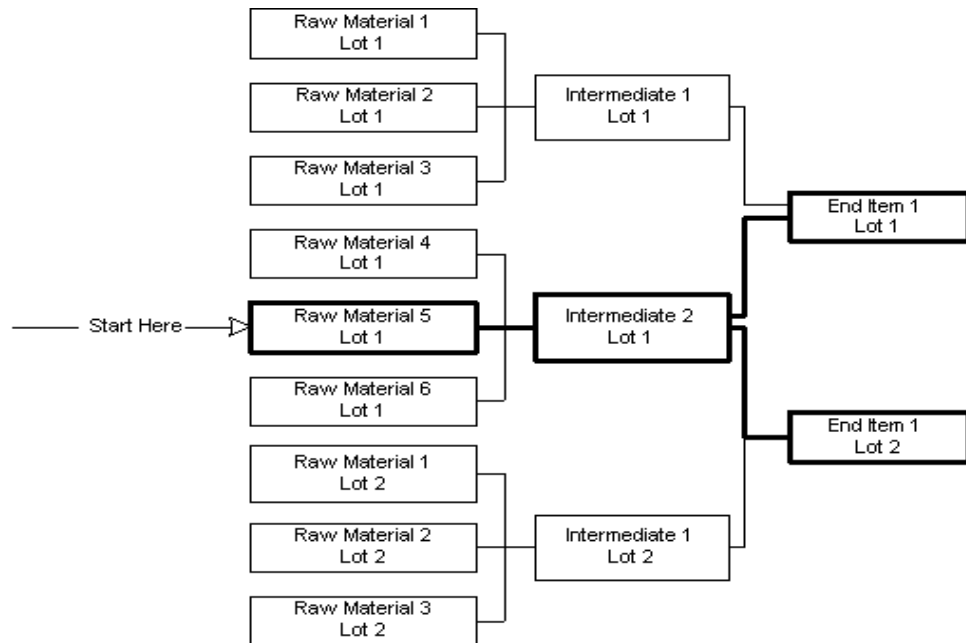 Raw Material 1
Lot 1
Raw Material 2
Lot 1
Raw Material 3
Lot 1
Raw Material 4
Lot 1
Start Here
Raw Material 5
Lot 1
Raw Material 6
Lot 1
Raw Material 1
Lot 2
Raw Material 2
Lot 2
Raw Material 3
Lot 2
Intermediate 1
Lot 1
Intermediate 2
Lot 1
Intermediate 1
Lot 2
End Item 1
Lot 1
End Item 1
Lot 2